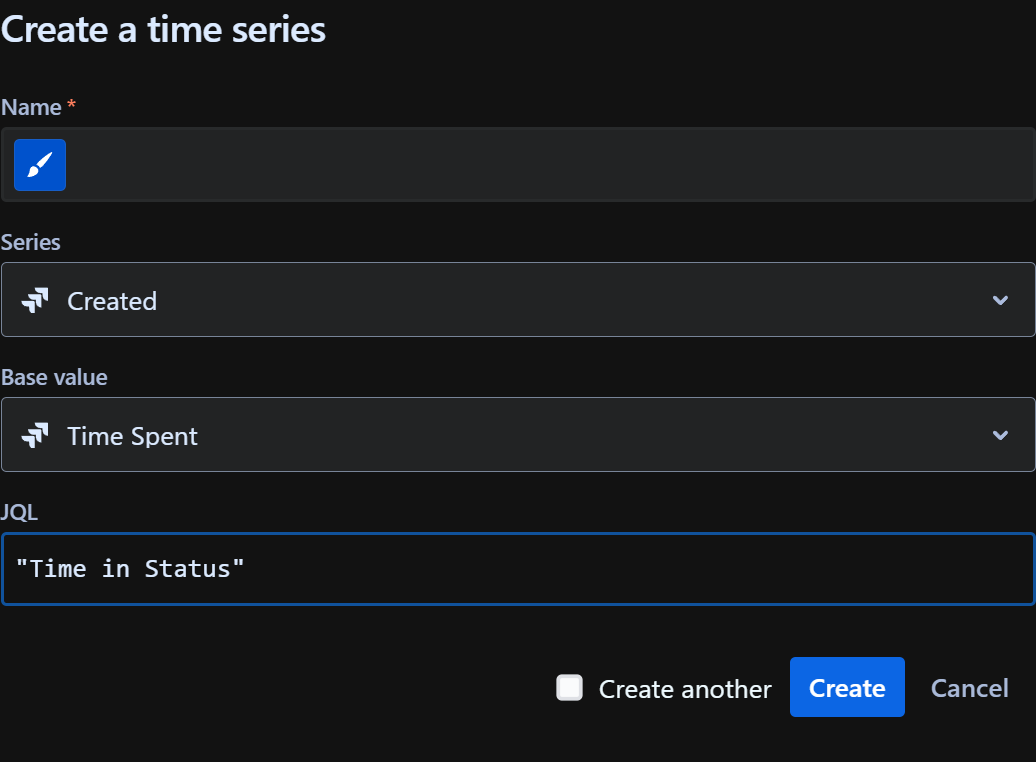 Create a time series
Name *
Series
Created
Base value
Time Spent
JQL
"Time in Status"
Create another
Create
Cancel